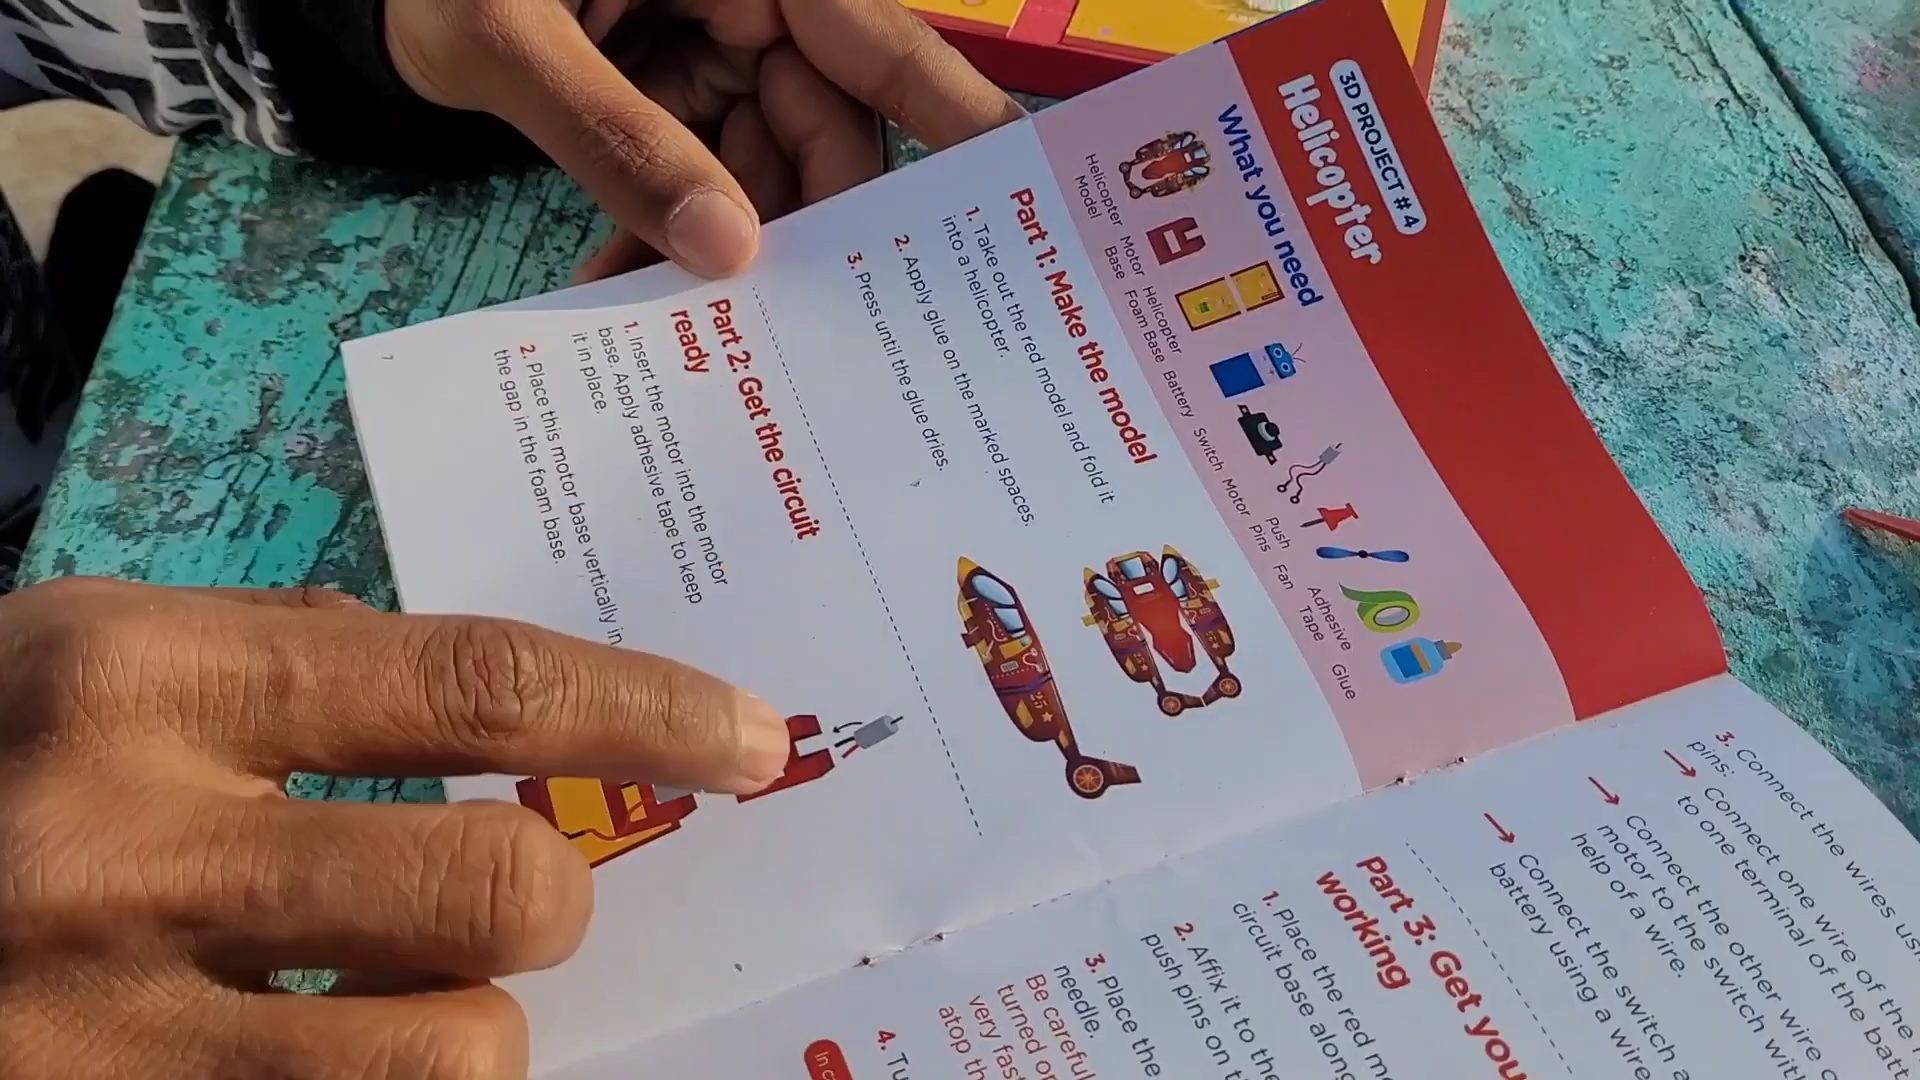 3D PROJECT #4
Helicopter
What you need
Helicopter
Model
Motor
Base
Helicopter
Foam Base
Battery
Switch
Motor
Push
Pins
Fan
Adhesive
Tape
Glue
Part 1: Make the model
1. Take out the red model and fold it
into a helicopter.
2. Apply glue on the marked spaces.
3. Press until the glue dries.
Part 2: Get the circuit
ready
1. Insert the motor into the motor
base. Apply adhesive tape to keep
it in place.
2. Place this motor base vertically in
the gap in the foam base.
7
3. Connect the wires
pins:
→ Connect one wire of the
to one terminal of the
→ Connect the other wire
motor to the switch
help of a wire.
→ Connect the switch
battery using a wire
Part 3: Get
working
1. Place the red
circuit base along
2. Affix it to the
push pins on
3. Place the
needle.
Be careful
turned
very
atop
4.